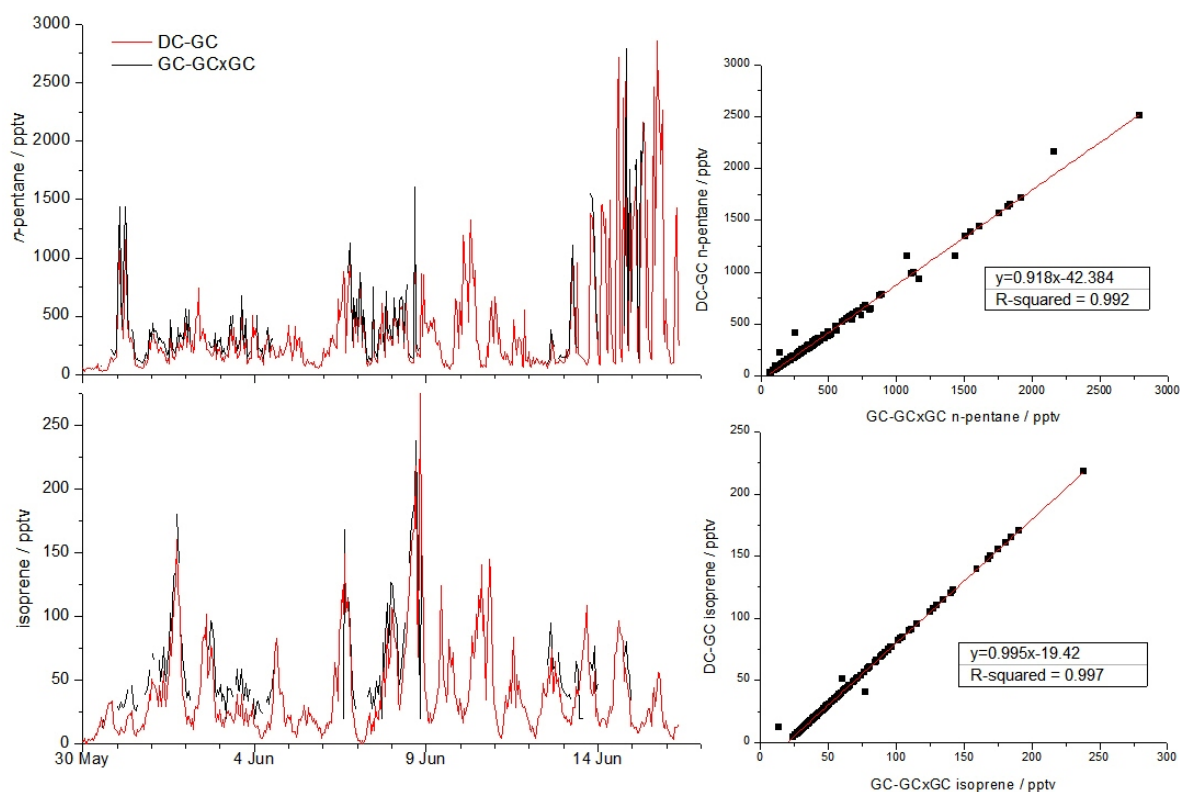 3000
2500
2000
1500
1000
500
0
n-pentane / pptv
DC-GC
GC-GCxGC
250
200
150
100
50
0
isoprene / pptv
30 May
4 Jun
9 Jun
14 Jun
3000
2500
2000
1500
1000
500
0
DC-GC n-pentane / pptv
y=0.918x-42.384
R-squared = 0.992
0
500
1000
1500
2000
2500
3000
GC-GCxGC n-pentane / pptv
250
200
150
100
50
0
DC-GC isoprene / pptv
y=0.995x-19.42
R-squared = 0.997
0
50
100
150
200
250
300
GC-GCxGC isoprene / pptv